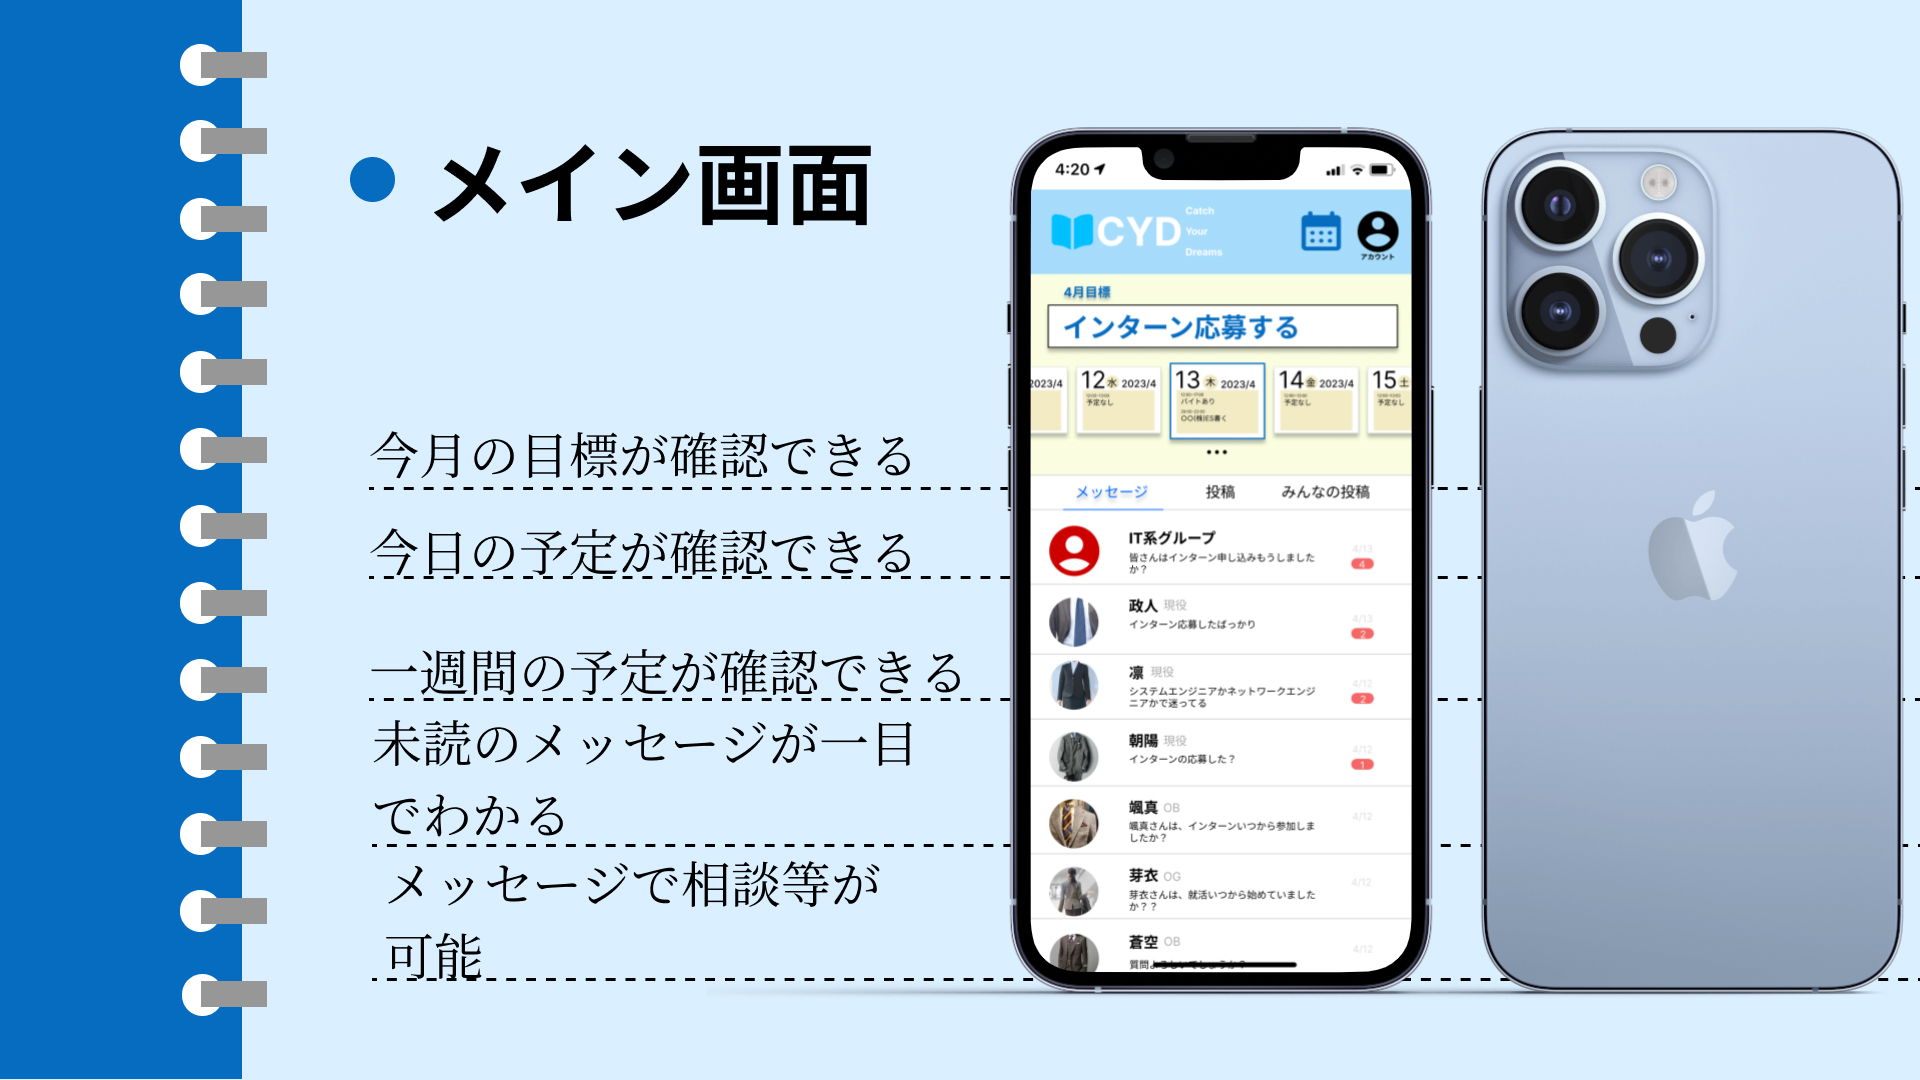 メイン画面
今月の目標が確認できる
今日の予定が確認できる
一週間の予定が確認できる
未読のメッセージが一目
でわかる
メッセージで相談等が
可能
4:20
CYD
Catch
Your
Dreams
アカウント
4月目標
インターン応募する
2023/4
12 水 2023/4
予定なし
13 木 2023/4
バイトあり
〇〇(株)ES書く
14 金 2023/4
予定なし
15 土
予定なし
メッセージ 投稿 みんなの投稿
IT系グループ
皆さんはインターン申し込みもうしました
か？
4/13
4
政人 現役
インターン応募したばっかり
4/13
2
凛 現役
システムエンジニアかネットワークエンジ
ニアかで迷ってる
4/12
2
朝陽 現役
インターンの応募した？
4/12
1
颯真 OB
颯真さんは、インターンいつから参加しま
したか？
4/12
芽衣 OG
芽衣さんは、就活いつから始めていました
か？？
4/12
蒼空 OB
質問よろしいでしょうか？
4/12